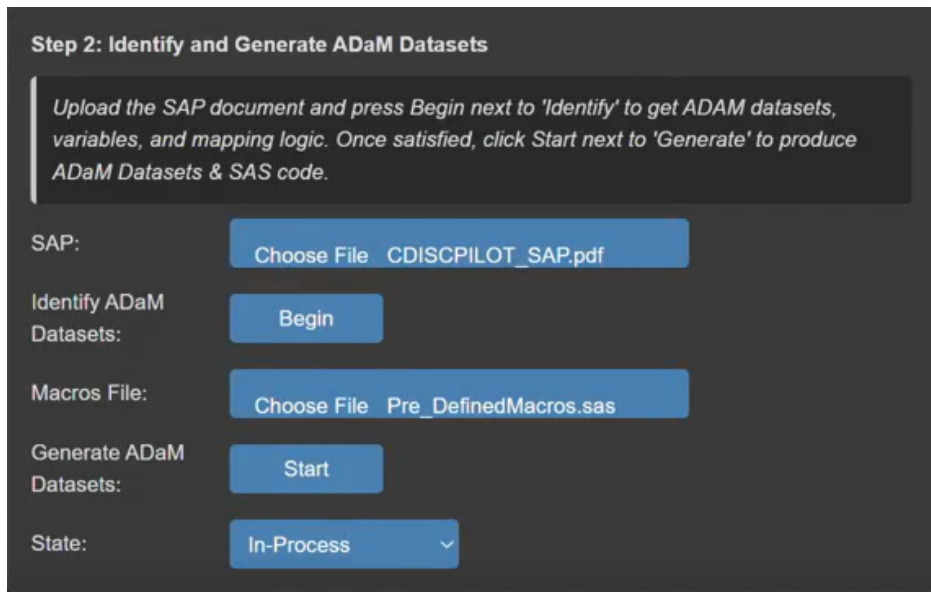 Step 2: Identify and Generate ADaM Datasets
Upload the SAP document and press Begin next to 'Identify' to get ADAM datasets,
variables, and mapping logic. Once satisfied, click Start next to 'Generate' to produce
ADaM Datasets & SAS code.
SAP:
Choose File CDISCPILOT_SAP.pdf
Identify ADaM
Datasets:
Begin
Macros File:
Choose File Pre_DefinedMacros.sas
Generate ADaM
Datasets:
Start
State:
In-Process